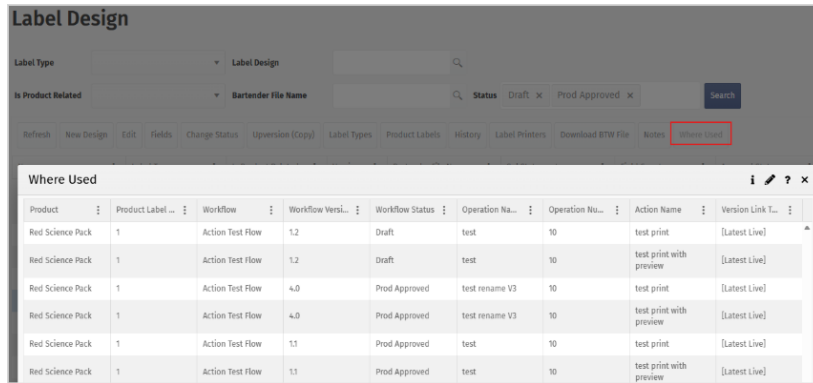 Label Design
Label Type Label Design
Is Product Related Bartender File Name Status Draft × Prod Approved × Search
Refresh New Design Edit Fields Change Status Upversion (Copy) Label Types Product Labels History Label Printers Download BTW File Notes Where Used
Where Used i ? ×
Product Product Label ... Workflow Workflow Versi... Workflow Status Operation Na... Operation Nu... Action Name Version Link T...
Red Science Pack 1 Action Test Flow 1.2 Draft test 10 test print [Latest Live]
Red Science Pack 1 Action Test Flow 1.2 Draft test 10 test print with preview [Latest Live]
Red Science Pack 1 Action Test Flow 4.0 Prod Approved test rename V3 10 test print [Latest Live]
Red Science Pack 1 Action Test Flow 4.0 Prod Approved test rename V3 10 test print with preview [Latest Live]
Red Science Pack 1 Action Test Flow 1.1 Prod Approved test 10 test print [Latest Live]
Red Science Pack 1 Action Test Flow 1.1 Prod Approved test 10 test print with preview [Latest Live]